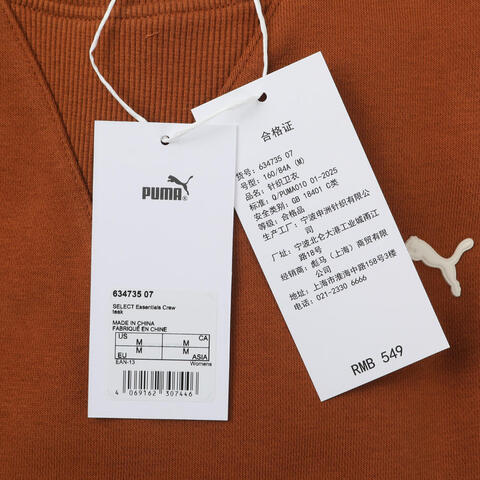 PUMA®
634735 07
SELECT Essentials Crew
teak
MADE IN CHINA
FABRIQUÉ EN CHINE
US M M CA
EU M M ASIA
EAN-13 Womens
4 069162 307446
合格证
货号: 634735 07
号型: 160/84A (M)
品名: 针织卫衣
标准: Q/PUMA010 01-2025
安全类别: GB 18401 C类
等级: 合格品
生产工厂: 宁波申洲针织有限公
司
地址: 宁波北仑大港工业城甬江
路18号
经销商: 彪马(上海)商贸有限
公司
地址: 上海市淮海中路158号3楼
电话: 021-2330 6666
RMB 549